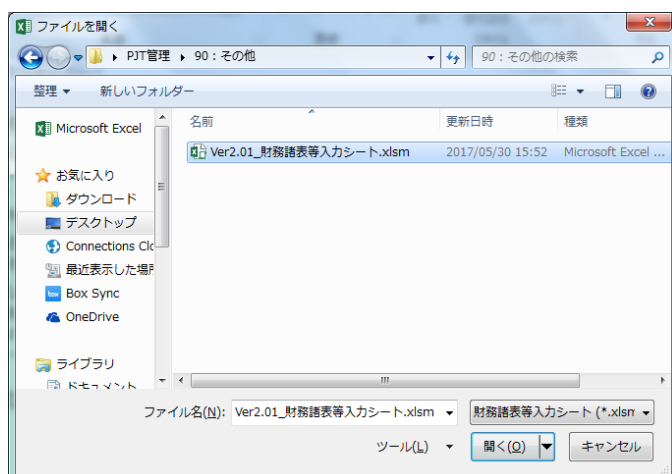 ファイルを開く
PJT管理 ▸ 90：その他
90：その他の検索
整理 新しいフォルダー
名前 更新日時 種類
Microsoft Excel
Ver2.01_財務諸表等入力シート.xlsm 2017/05/30 15:52 Microsoft Excel ...
お気に入り
ダウンロード
デスクトップ
Connections Clo
最近表示した場所
Box Sync
OneDrive
ライブラリ
ドキュメント
ファイル名(N): Ver2.01_財務諸表等入力シート.xlsm 財務諸表等入力シート (*.xlsm
ツール(L) 開く(O) キャンセル